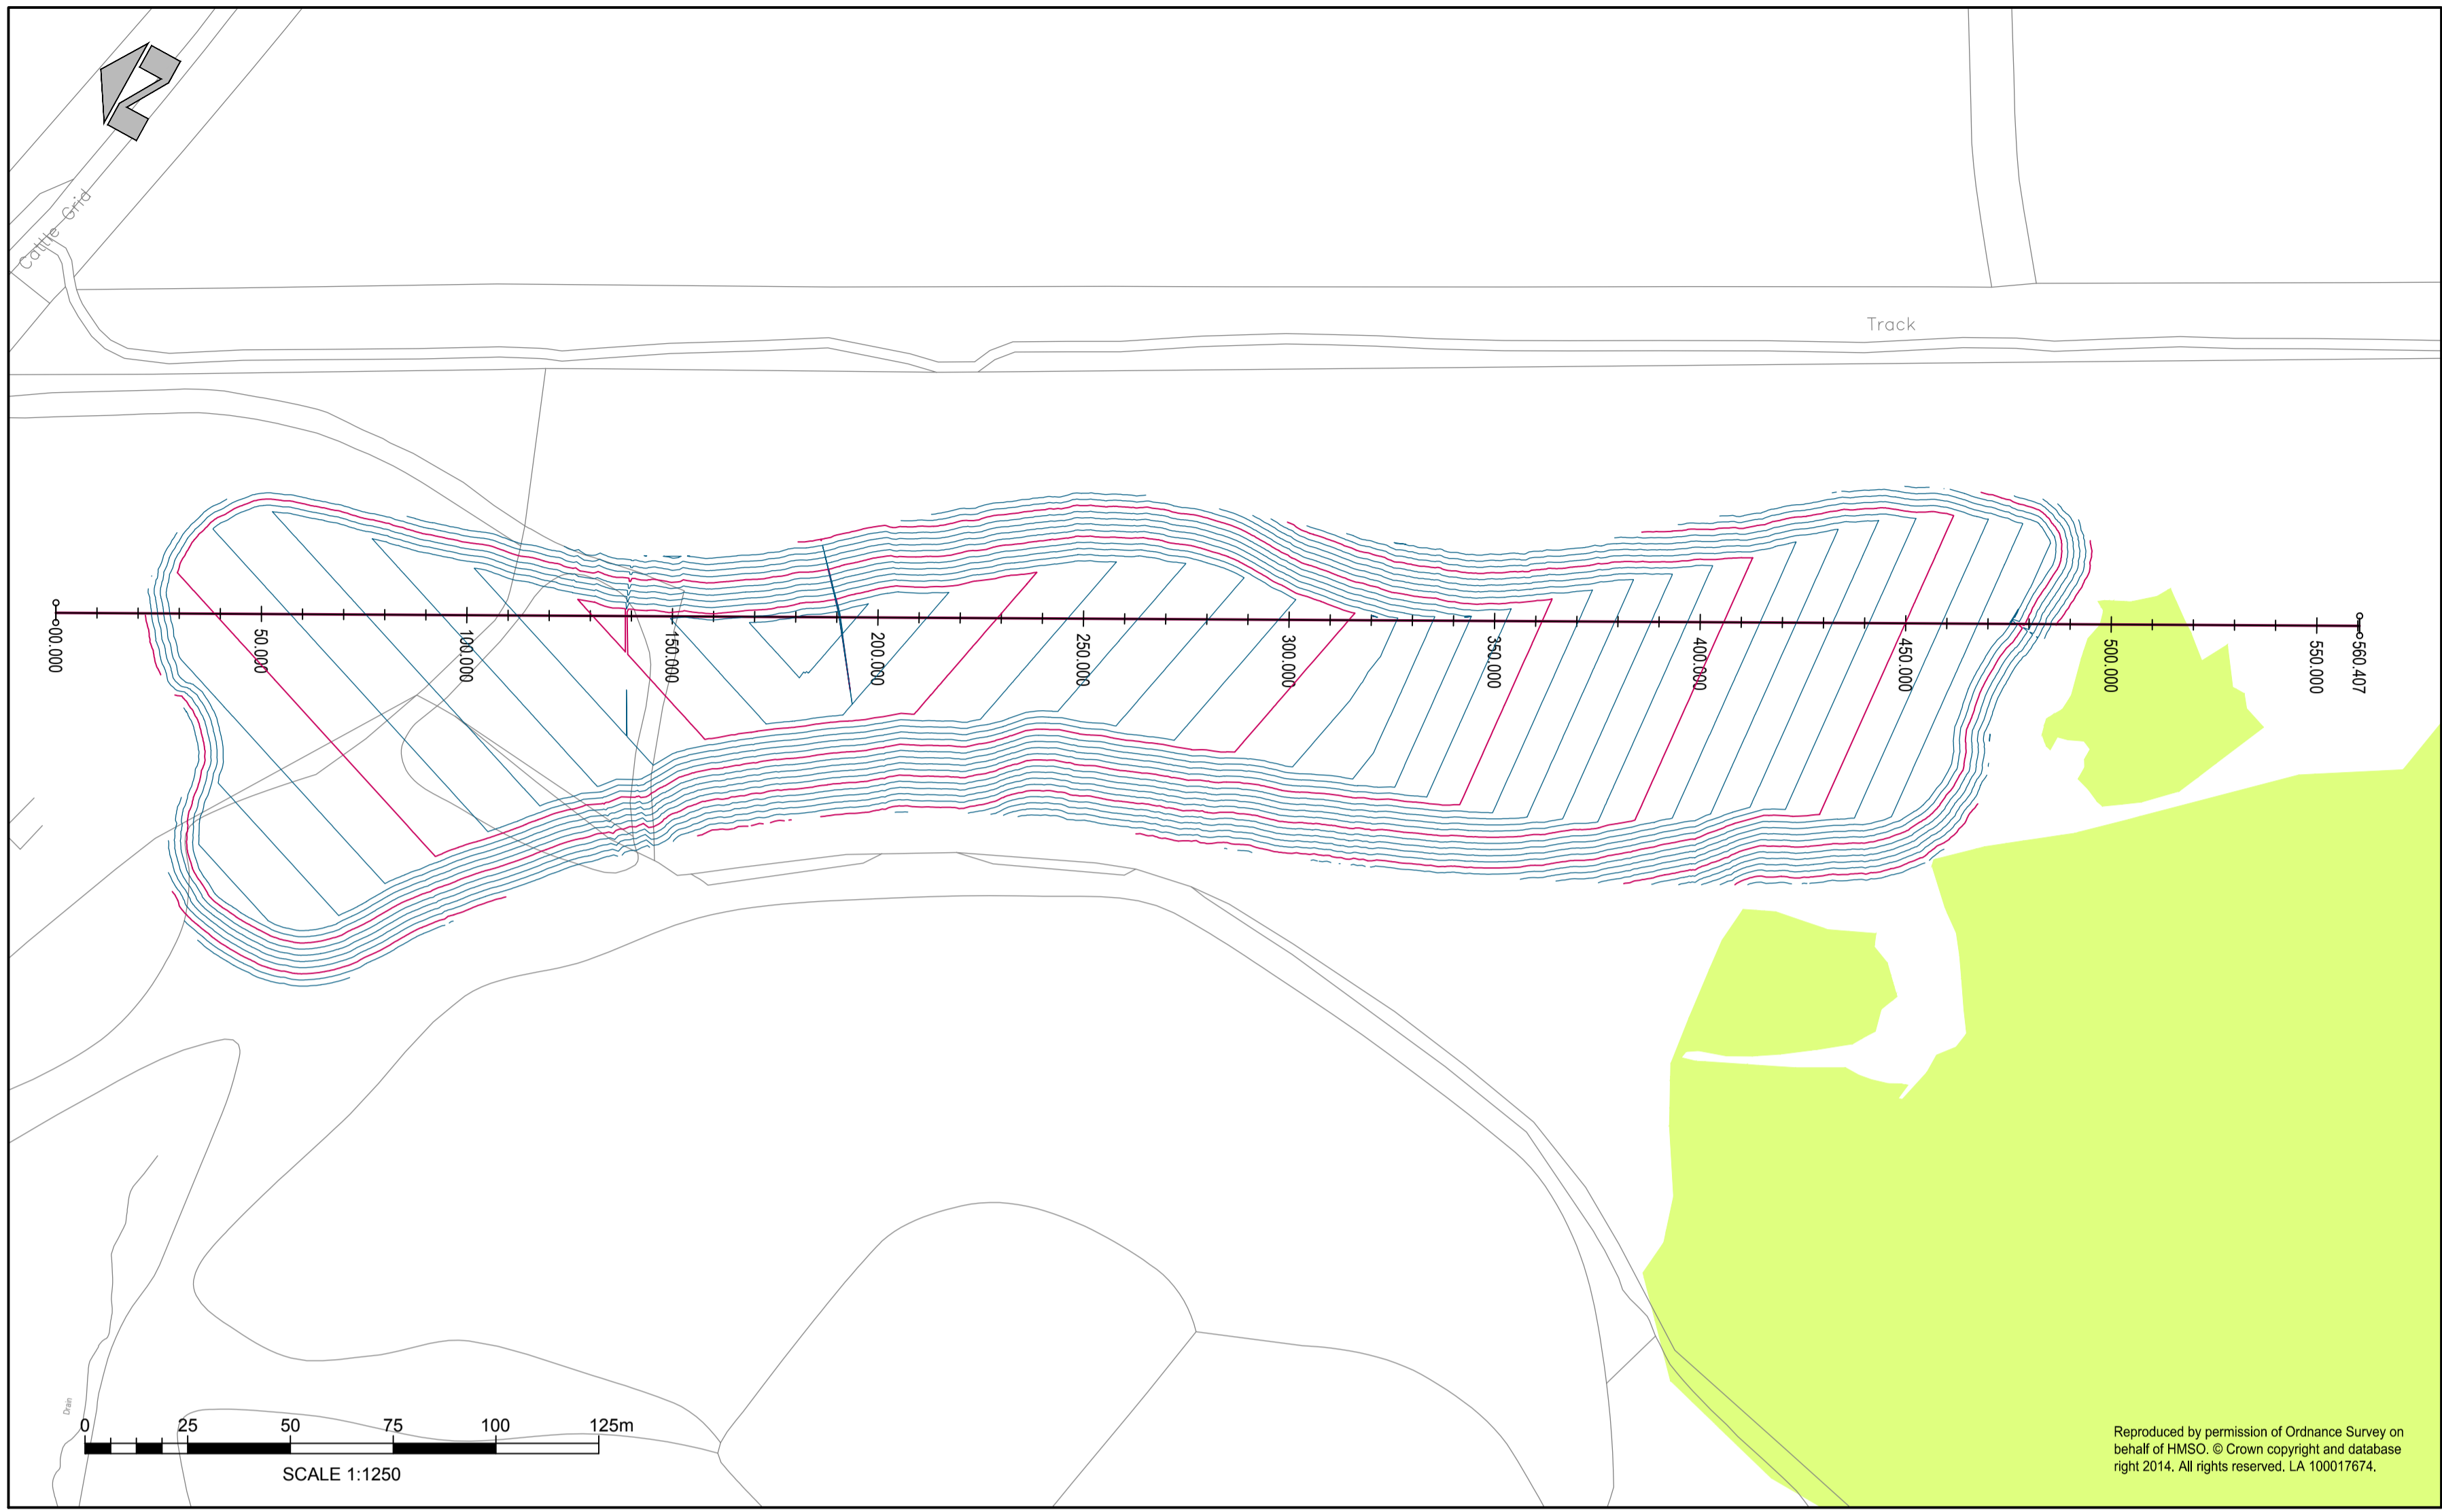 Cattle Grid
Track
00.000
50.000
100.000
150.000
200.000
250.000
300.000
350.000
400.000
450.000
500.000
550.000
560.407
Drain
0 25 50 75 100 125m
SCALE 1:1250
Reproduced by permission of Ordnance Survey on
behalf of HMSO. © Crown copyright and database
right 2014. All rights reserved. LA 100017674.